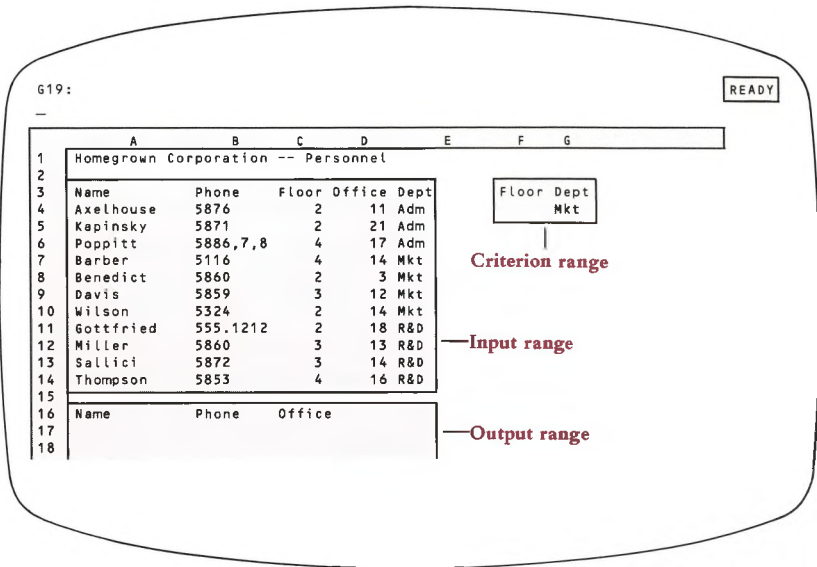 G19: READY
A B C D E F G
1 Homegrown Corporation -- Personnel
2
3 Name Phone Floor Office Dept Floor Dept
4 Axelhouse 5876 2 11 Adm Mkt
5 Kapinsky 5871 2 21 Adm
6 Poppitt 5886,7,8 4 17 Adm
7 Barber 5116 4 14 Mkt Criterion range
8 Benedict 5860 2 3 Mkt
9 Davis 5859 3 12 Mkt
10 Wilson 5324 2 14 Mkt
11 Gottfried 555.1212 2 18 R&D
12 Miller 5860 3 13 R&D Input range
13 Sallici 5872 3 14 R&D
14 Thompson 5853 4 16 R&D
15
16 Name Phone Office
17 Output range
18